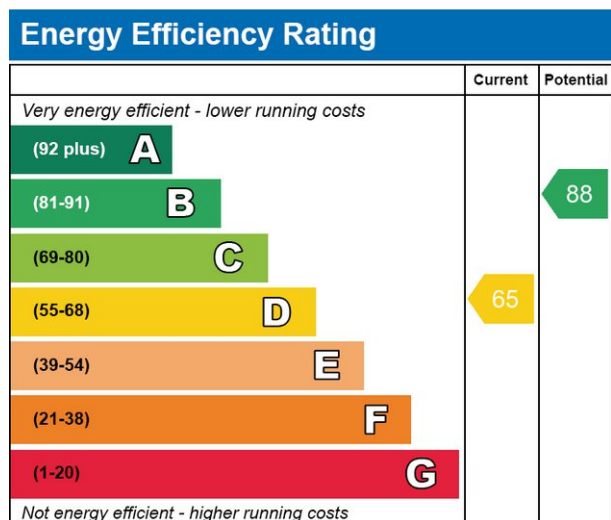 Energy Efficiency Rating
Current Potential
Very energy efficient - lower running costs
(92 plus) A
(81-91) B 88
(69-80) C
(55-68) D 65
(39-54) E
(21-38) F
(1-20) G
Not energy efficient - higher running costs